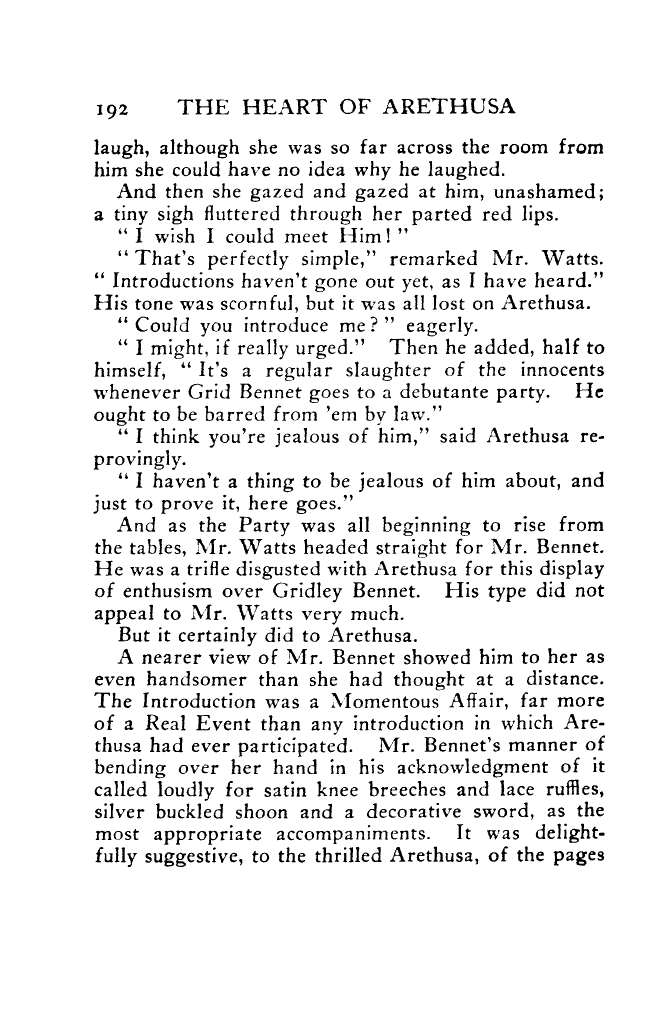 192 THE HEART OF ARETHUSA
laugh, although she was so far across the room from
him she could have no idea why he laughed.
And then she gazed and gazed at him, unashamed;
a tiny sigh fluttered through her parted red lips.
“ I wish I could meet Him! ”
“ That's perfectly simple,” remarked Mr. Watts.
“ Introductions haven't gone out yet, as I have heard.”
His tone was scornful, but it was all lost on Arethusa.
“ Could you introduce me? ” eagerly.
“ I might, if really urged.” Then he added, half to
himself, “ It's a regular slaughter of the innocents
whenever Grid Bennet goes to a debutante party. He
ought to be barred from 'em by law.”
“ I think you're jealous of him,” said Arethusa re-
provingly.
“ I haven't a thing to be jealous of him about, and
just to prove it, here goes.”
And as the Party was all beginning to rise from
the tables, Mr. Watts headed straight for Mr. Bennet.
He was a trifle disgusted with Arethusa for this display
of enthusism over Gridley Bennet. His type did not
appeal to Mr. Watts very much.
But it certainly did to Arethusa.
A nearer view of Mr. Bennet showed him to her as
even handsomer than she had thought at a distance.
The Introduction was a Momentous Affair, far more
of a Real Event than any introduction in which Are-
thusa had ever participated. Mr. Bennet's manner of
bending over her hand in his acknowledgment of it
called loudly for satin knee breeches and lace ruffles,
silver buckled shoon and a decorative sword, as the
most appropriate accompaniments. It was delight-
fully suggestive, to the thrilled Arethusa, of the pages